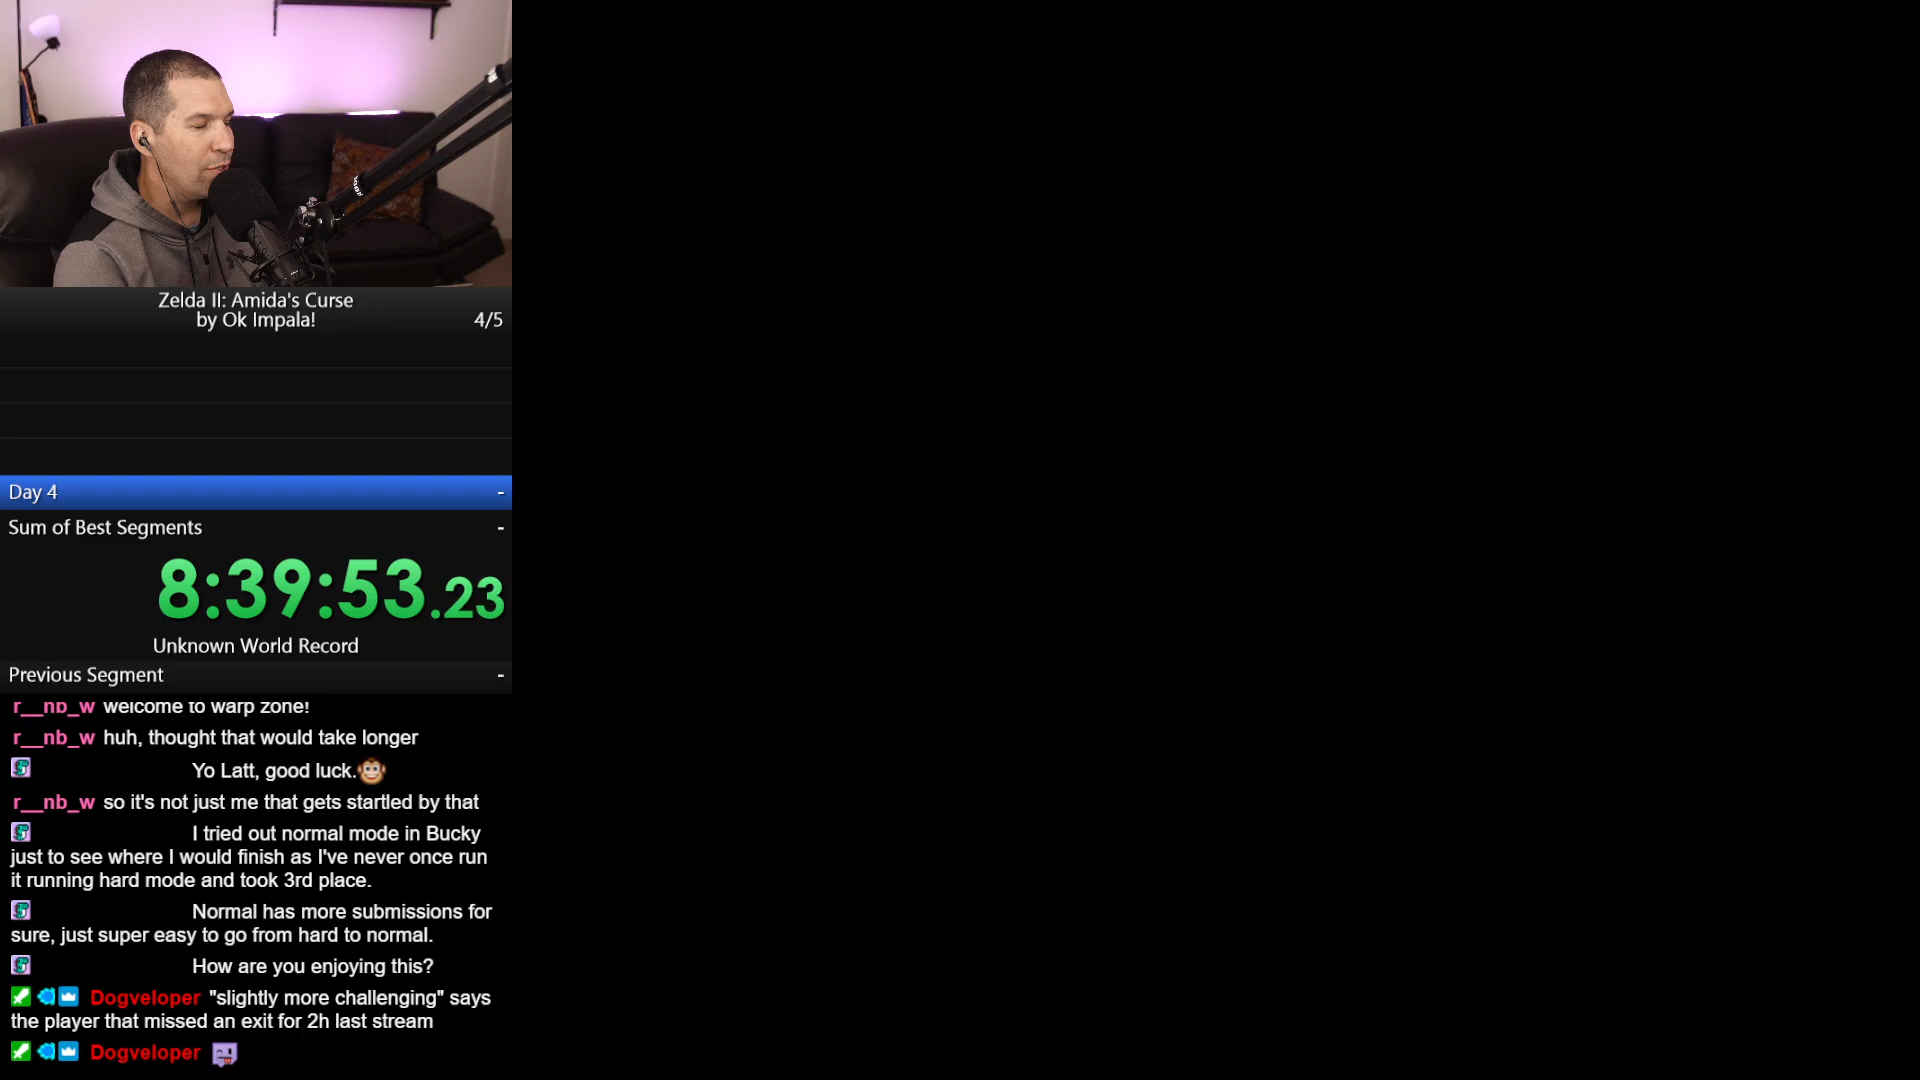 Zelda II: Amida's Curse
by Ok Impala!
4/5
Day 4 -
Sum of Best Segments -
8:39:53.23
Unknown World Record
Previous Segment -
r__nb_w welcome to warp zone!
r__nb_w huh, thought that would take longer
Yo Latt, good luck.
r__nb_w so it's not just me that gets startled by that
I tried out normal mode in Bucky
just to see where I would finish as I've never once run
it running hard mode and took 3rd place.
Normal has more submissions for
sure, just super easy to go from hard to normal.
How are you enjoying this?
Dogveloper "slightly more challenging" says
the player that missed an exit for 2h last stream
Dogveloper